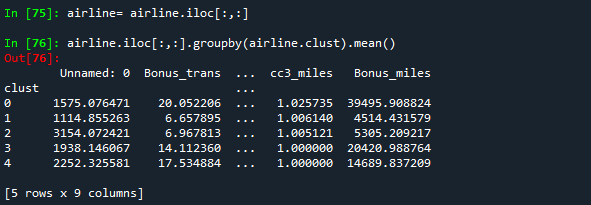 In [75]: airline= airline.iloc[:,:]
In [76]: airline.iloc[:,:].groupby(airline.clust).mean()
Out[76]:
Unnamed: 0 Bonus_trans ... cc3_miles Bonus_miles
clust ...
0 1575.076471 20.052206 ... 1.025735 39495.908824
1 1114.855263 6.657895 ... 1.006140 4514.431579
2 3154.072421 6.967813 ... 1.005121 5305.209217
3 1938.146067 14.112360 ... 1.000000 20420.988764
4 2252.325581 17.534884 ... 1.000000 14689.837209
[5 rows x 9 columns]